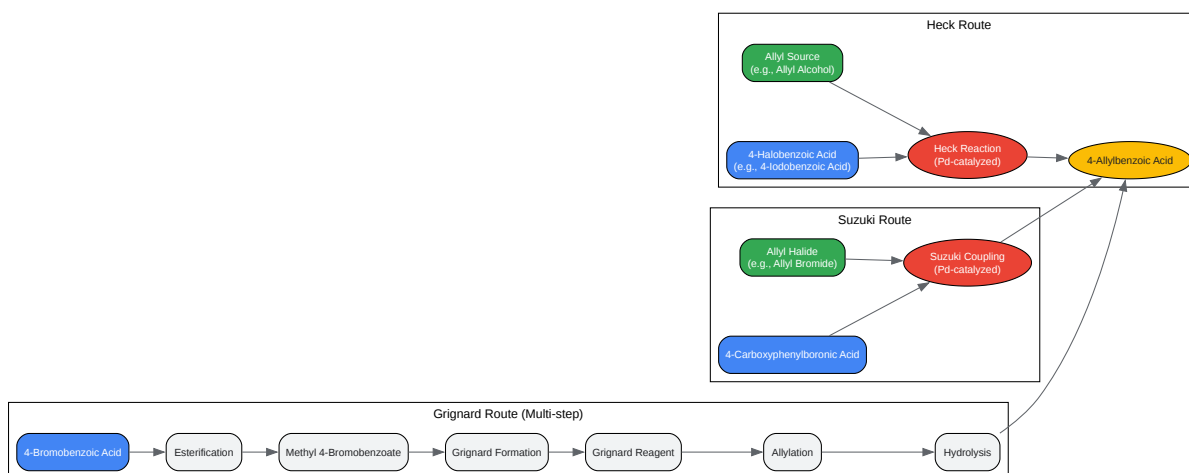 Heck Route
Allyl Source
(e.g., Allyl Alcohol)
4-Halobenzoic Acid
(e.g., 4-Iodobenzoic Acid)
Heck Reaction
(Pd-catalyzed)
4-Allylbenzoic Acid
Suzuki Route
Allyl Halide
(e.g., Allyl Bromide)
Suzuki Coupling
(Pd-catalyzed)
4-Carboxyphenylboronic Acid
Grignard Route (Multi-step)
4-Bromobenzoic Acid
Esterification
Methyl 4-Bromobenzoate
Grignard Formation
Grignard Reagent
Allylation
Hydrolysis